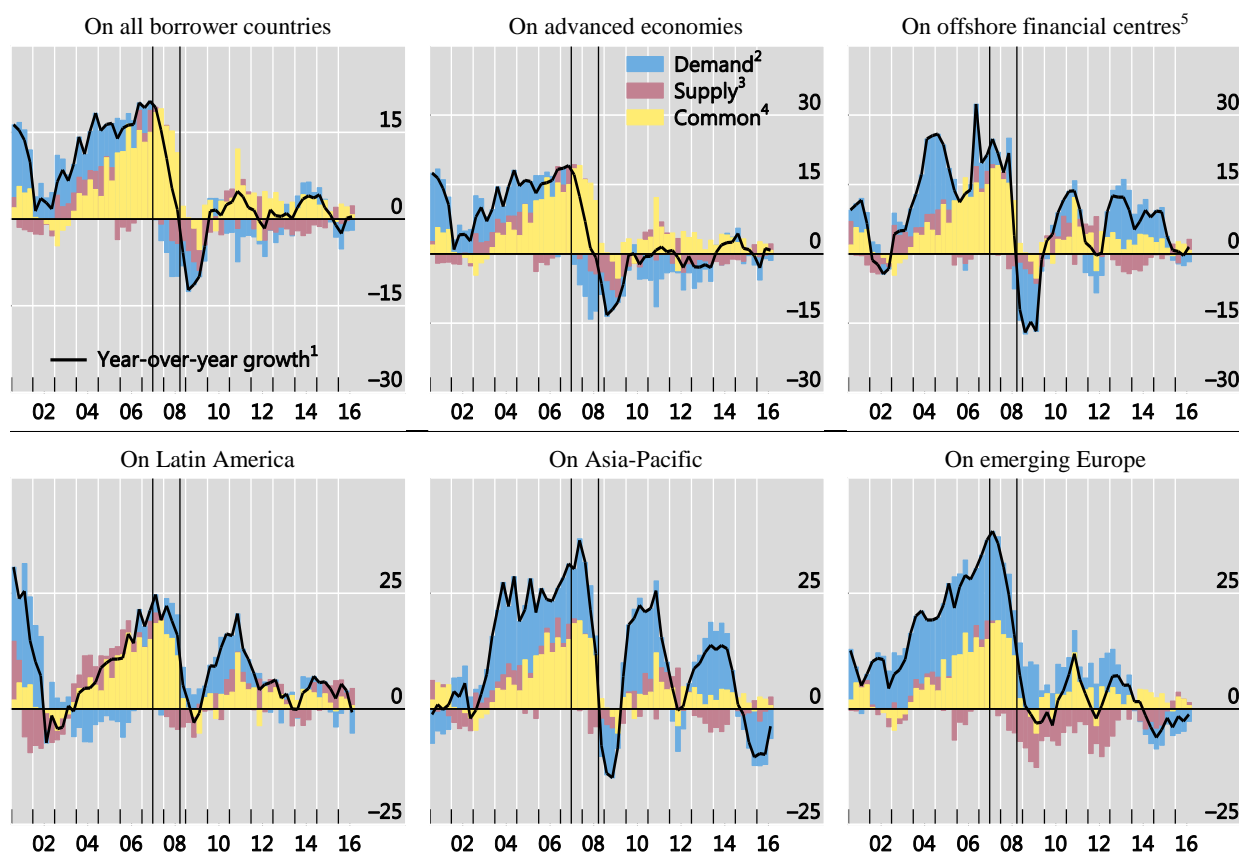 On all borrower countries
15
0
−15
−30
Year-over-year growth1
02 04 06 08 10 12 14 16
On advanced economies
Demand2
Supply3
Common4
30
15
0
−15
−30
02 04 06 08 10 12 14 16
On offshore financial centres5
30
15
0
−15
−30
02 04 06 08 10 12 14 16
On Latin America
25
0
−25
02 04 06 08 10 12 14 16
On Asia-Pacific
25
0
−25
02 04 06 08 10 12 14 16
On emerging Europe
25
0
−25
02 04 06 08 10 12 14 16